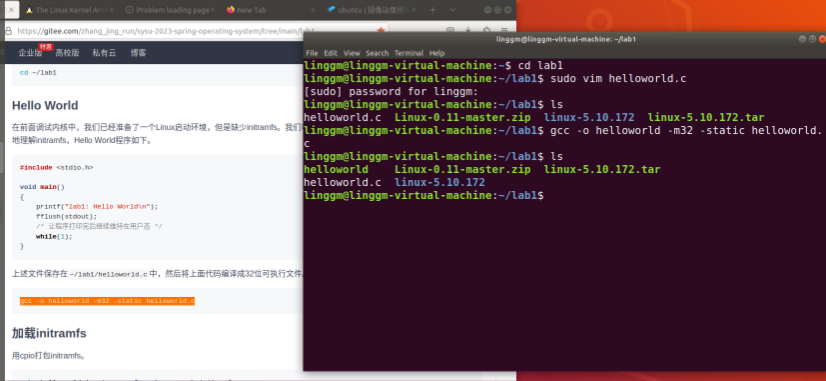 The Linux Kernel Arc
Problem loading page
New Tab
https://gitee.com/zhang_jing_run/sysu-2023-spring-operating-system/tree/main/lab1
企业版
特惠
高校版
私有云
博客
cd ~/lab1
Hello World
在前面调试内核中，我们已经准备了一个Linux启动环境，但是缺少initramfs。我们
地理解initramfs，Hello World程序如下。
#include <stdio.h>
void main()
{
printf("lab1: Hello World\n");
fflush(stdout);
/* 让程序打印完后继续维持在用户态 */
while(1);
}
上述文件保存在 ~/lab1/helloworld.c 中，然后将上面代码编译成32位可执行文件
gcc -o helloworld -m32 -static helloworld.c
加载initramfs
用cpio打包initramfs。
linggm@linggm-virtual-machine: ~/lab1
File Edit View Search Terminal Help
linggm@linggm-virtual-machine:~$ cd lab1
linggm@linggm-virtual-machine:~/lab1$ sudo vim helloworld.c
[sudo] password for linggm:
linggm@linggm-virtual-machine:~/lab1$ ls
helloworld.c Linux-0.11-master.zip linux-5.10.172 linux-5.10.172.tar
linggm@linggm-virtual-machine:~/lab1$ gcc -o helloworld -m32 -static helloworld.
c
linggm@linggm-virtual-machine:~/lab1$ ls
helloworld Linux-0.11-master.zip linux-5.10.172.tar
helloworld.c linux-5.10.172
linggm@linggm-virtual-machine:~/lab1$